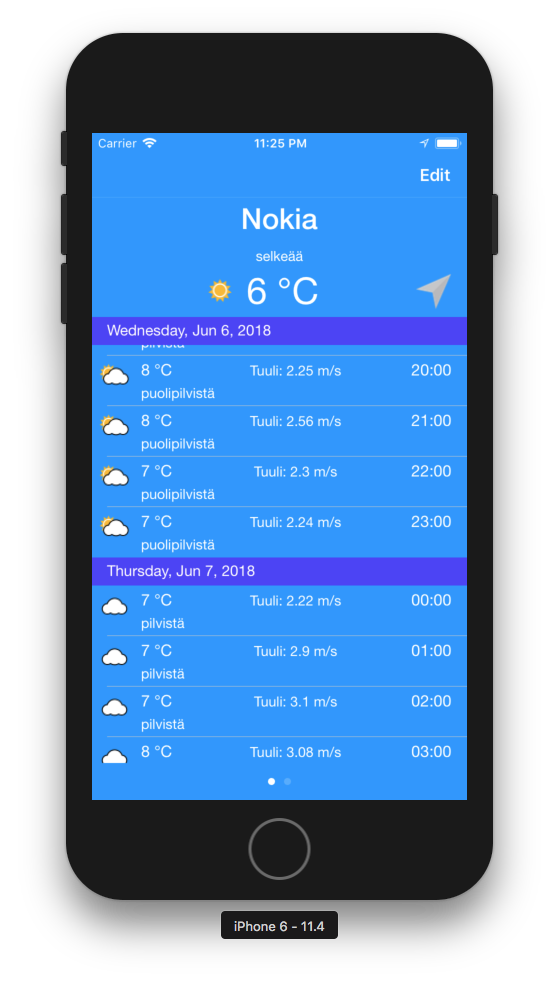 Carrier 11:25 PM
Edit
Nokia
selkeää
6 °C
Wednesday, Jun 6, 2018
pilvistä
8 °C Tuuli: 2.25 m/s 20:00
puolipilvistä
8 °C Tuuli: 2.56 m/s 21:00
puolipilvistä
7 °C Tuuli: 2.3 m/s 22:00
puolipilvistä
7 °C Tuuli: 2.24 m/s 23:00
puolipilvistä
Thursday, Jun 7, 2018
7 °C Tuuli: 2.22 m/s 00:00
pilvistä
7 °C Tuuli: 2.9 m/s 01:00
pilvistä
7 °C Tuuli: 3.1 m/s 02:00
pilvistä
8 °C Tuuli: 3.08 m/s 03:00
iPhone 6 - 11.4